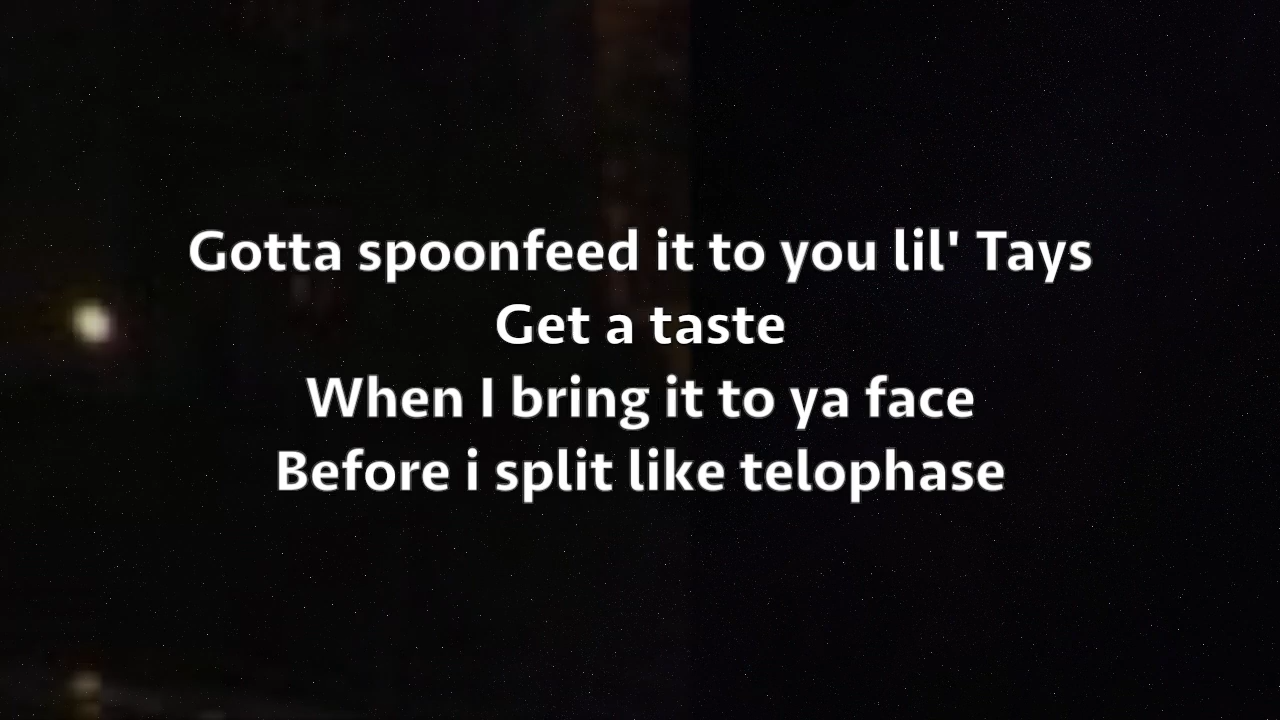 Gotta spoonfeed it to you lil' Tays
Get a taste
When I bring it to ya face
Before i split like telophase